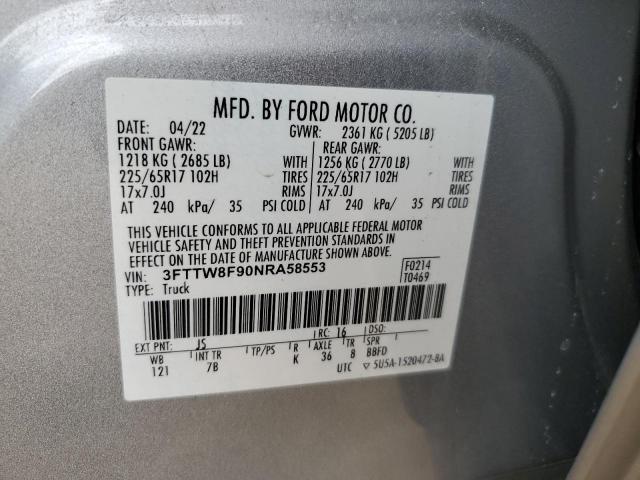 MFD. BY FORD MOTOR CO.
DATE: 04/22 GVWR: 2361 KG ( 5205 LB)
FRONT GAWR: REAR GAWR:
1218 KG ( 2685 LB) WITH 1256 KG ( 2770 LB) WITH
225/65R17 102H TIRES 225/65R17 102H TIRES
17x7.0J RIMS 17x7.0J RIMS
AT 240 kPa/ 35 PSI COLD AT 240 kPa/ 35 PSI COLD
THIS VEHICLE CONFORMS TO ALL APPLICABLE FEDERAL MOTOR
VEHICLE SAFETY AND THEFT PREVENTION STANDARDS IN
EFFECT ON THE DATE OF MANUFACTURE SHOWN ABOVE.
VIN: 3FTTW8F90NRA58553 F0214
TYPE: Truck T0469
EXT PNT: JS RC: 16 DSO:
WB INT TR TP/PS R AXLE TR SPR
121 7B K 36 8 BBFD
UTC ▽ 5U5A-1520472-BA